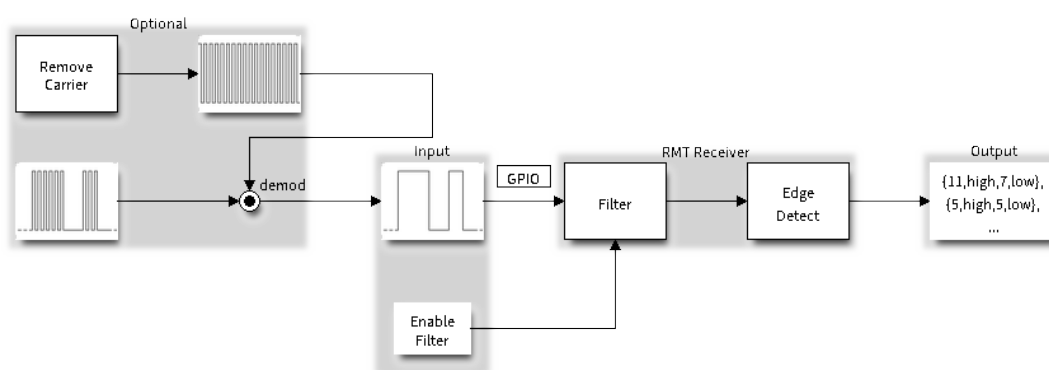 Optional
Remove
Carrier
demod
Input
GPIO
Enable
Filter
RMT Receiver
Filter
Edge
Detect
Output
{11,high,7,low},
{5,high,5,low},
...